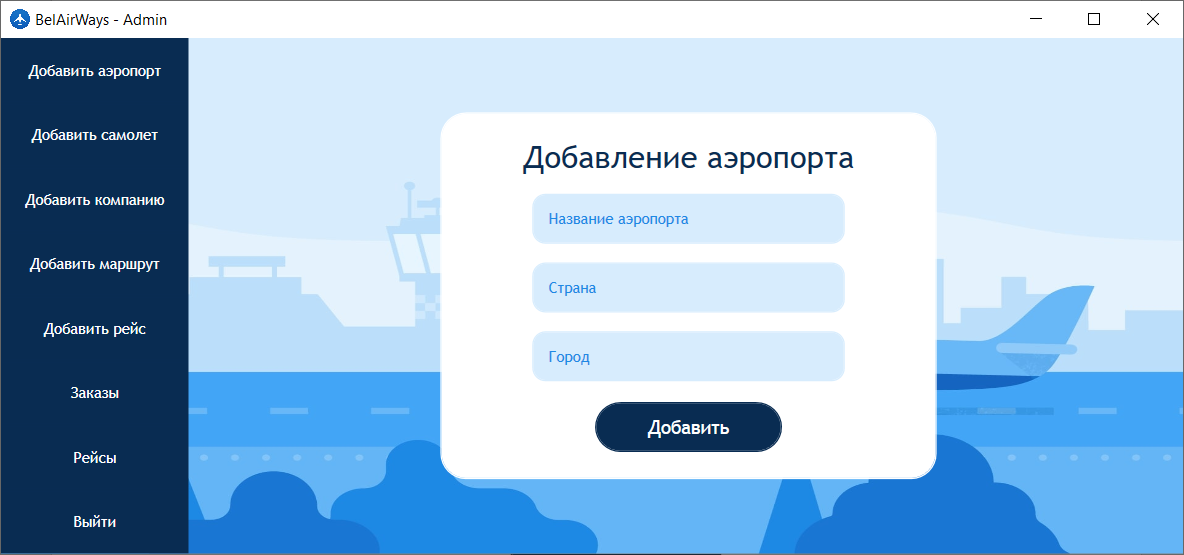 BelAirWays - Admin
Добавить аэропорт
Добавить самолет
Добавить компанию
Добавить маршрут
Добавить рейс
Заказы
Рейсы
Выйти
Добавление аэропорта
Название аэропорта
Страна
Город
Добавить